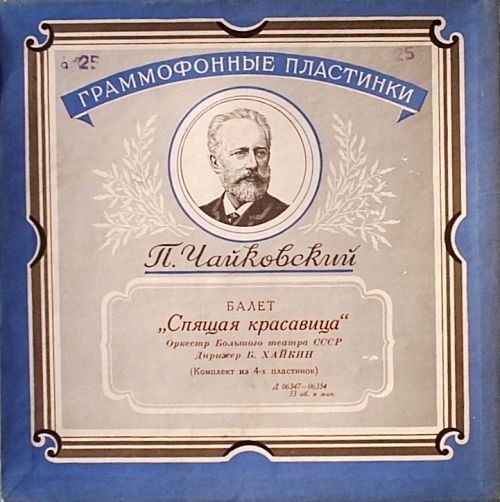 25
25
ГРАММОФОННЫЕ ПЛАСТИНКИ
П. Чайковский
БАЛЕТ
„Спящая красавица“
Оркестр Большого театра СССР
Дирижер Б. ХАЙКИН
(Комплект из 4-х пластинок)
Д 06347—06354
33 об. в мин.